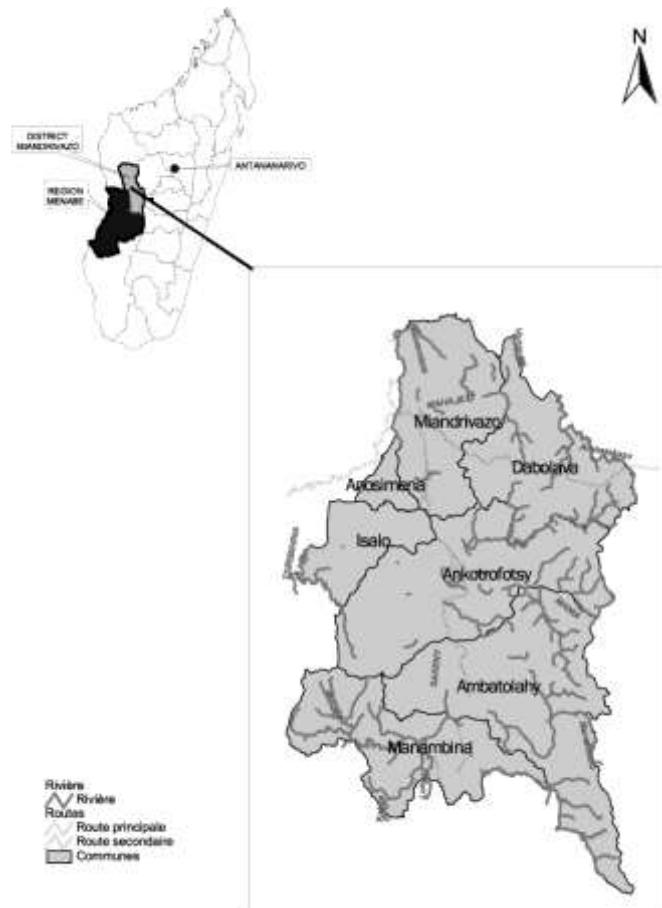 N
DISTRICT
MIANDRIVAZO
ANTANANARIVO
REGION
MENABE
Miandrivazo
Dabolava
Anosimena
Isalo
Ankotrofotsy
Ambatolahy
Manambina
Rivière
Rivière
Routes
Route principale
Route secondaire
Communes